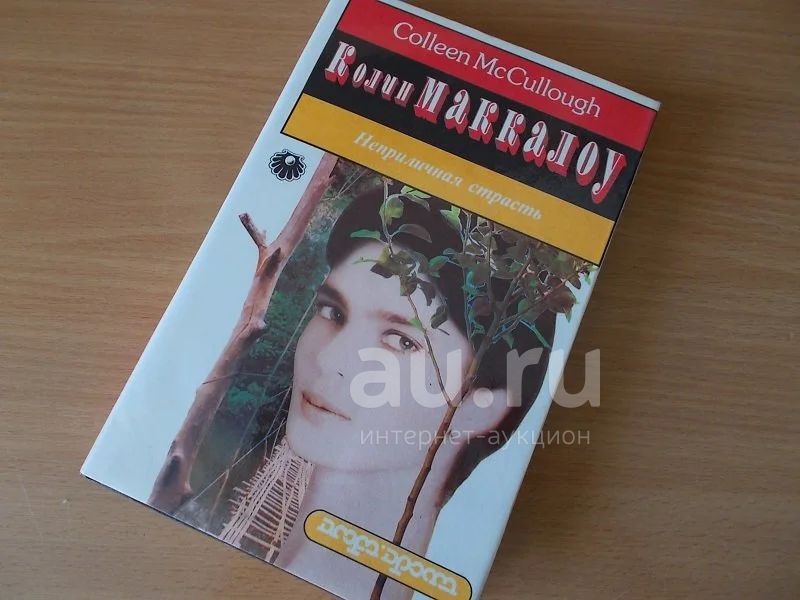 Colleen McCullough
Колин МАККАЛОУ
Неприличная страсть
au.ru
интернет-аукцион